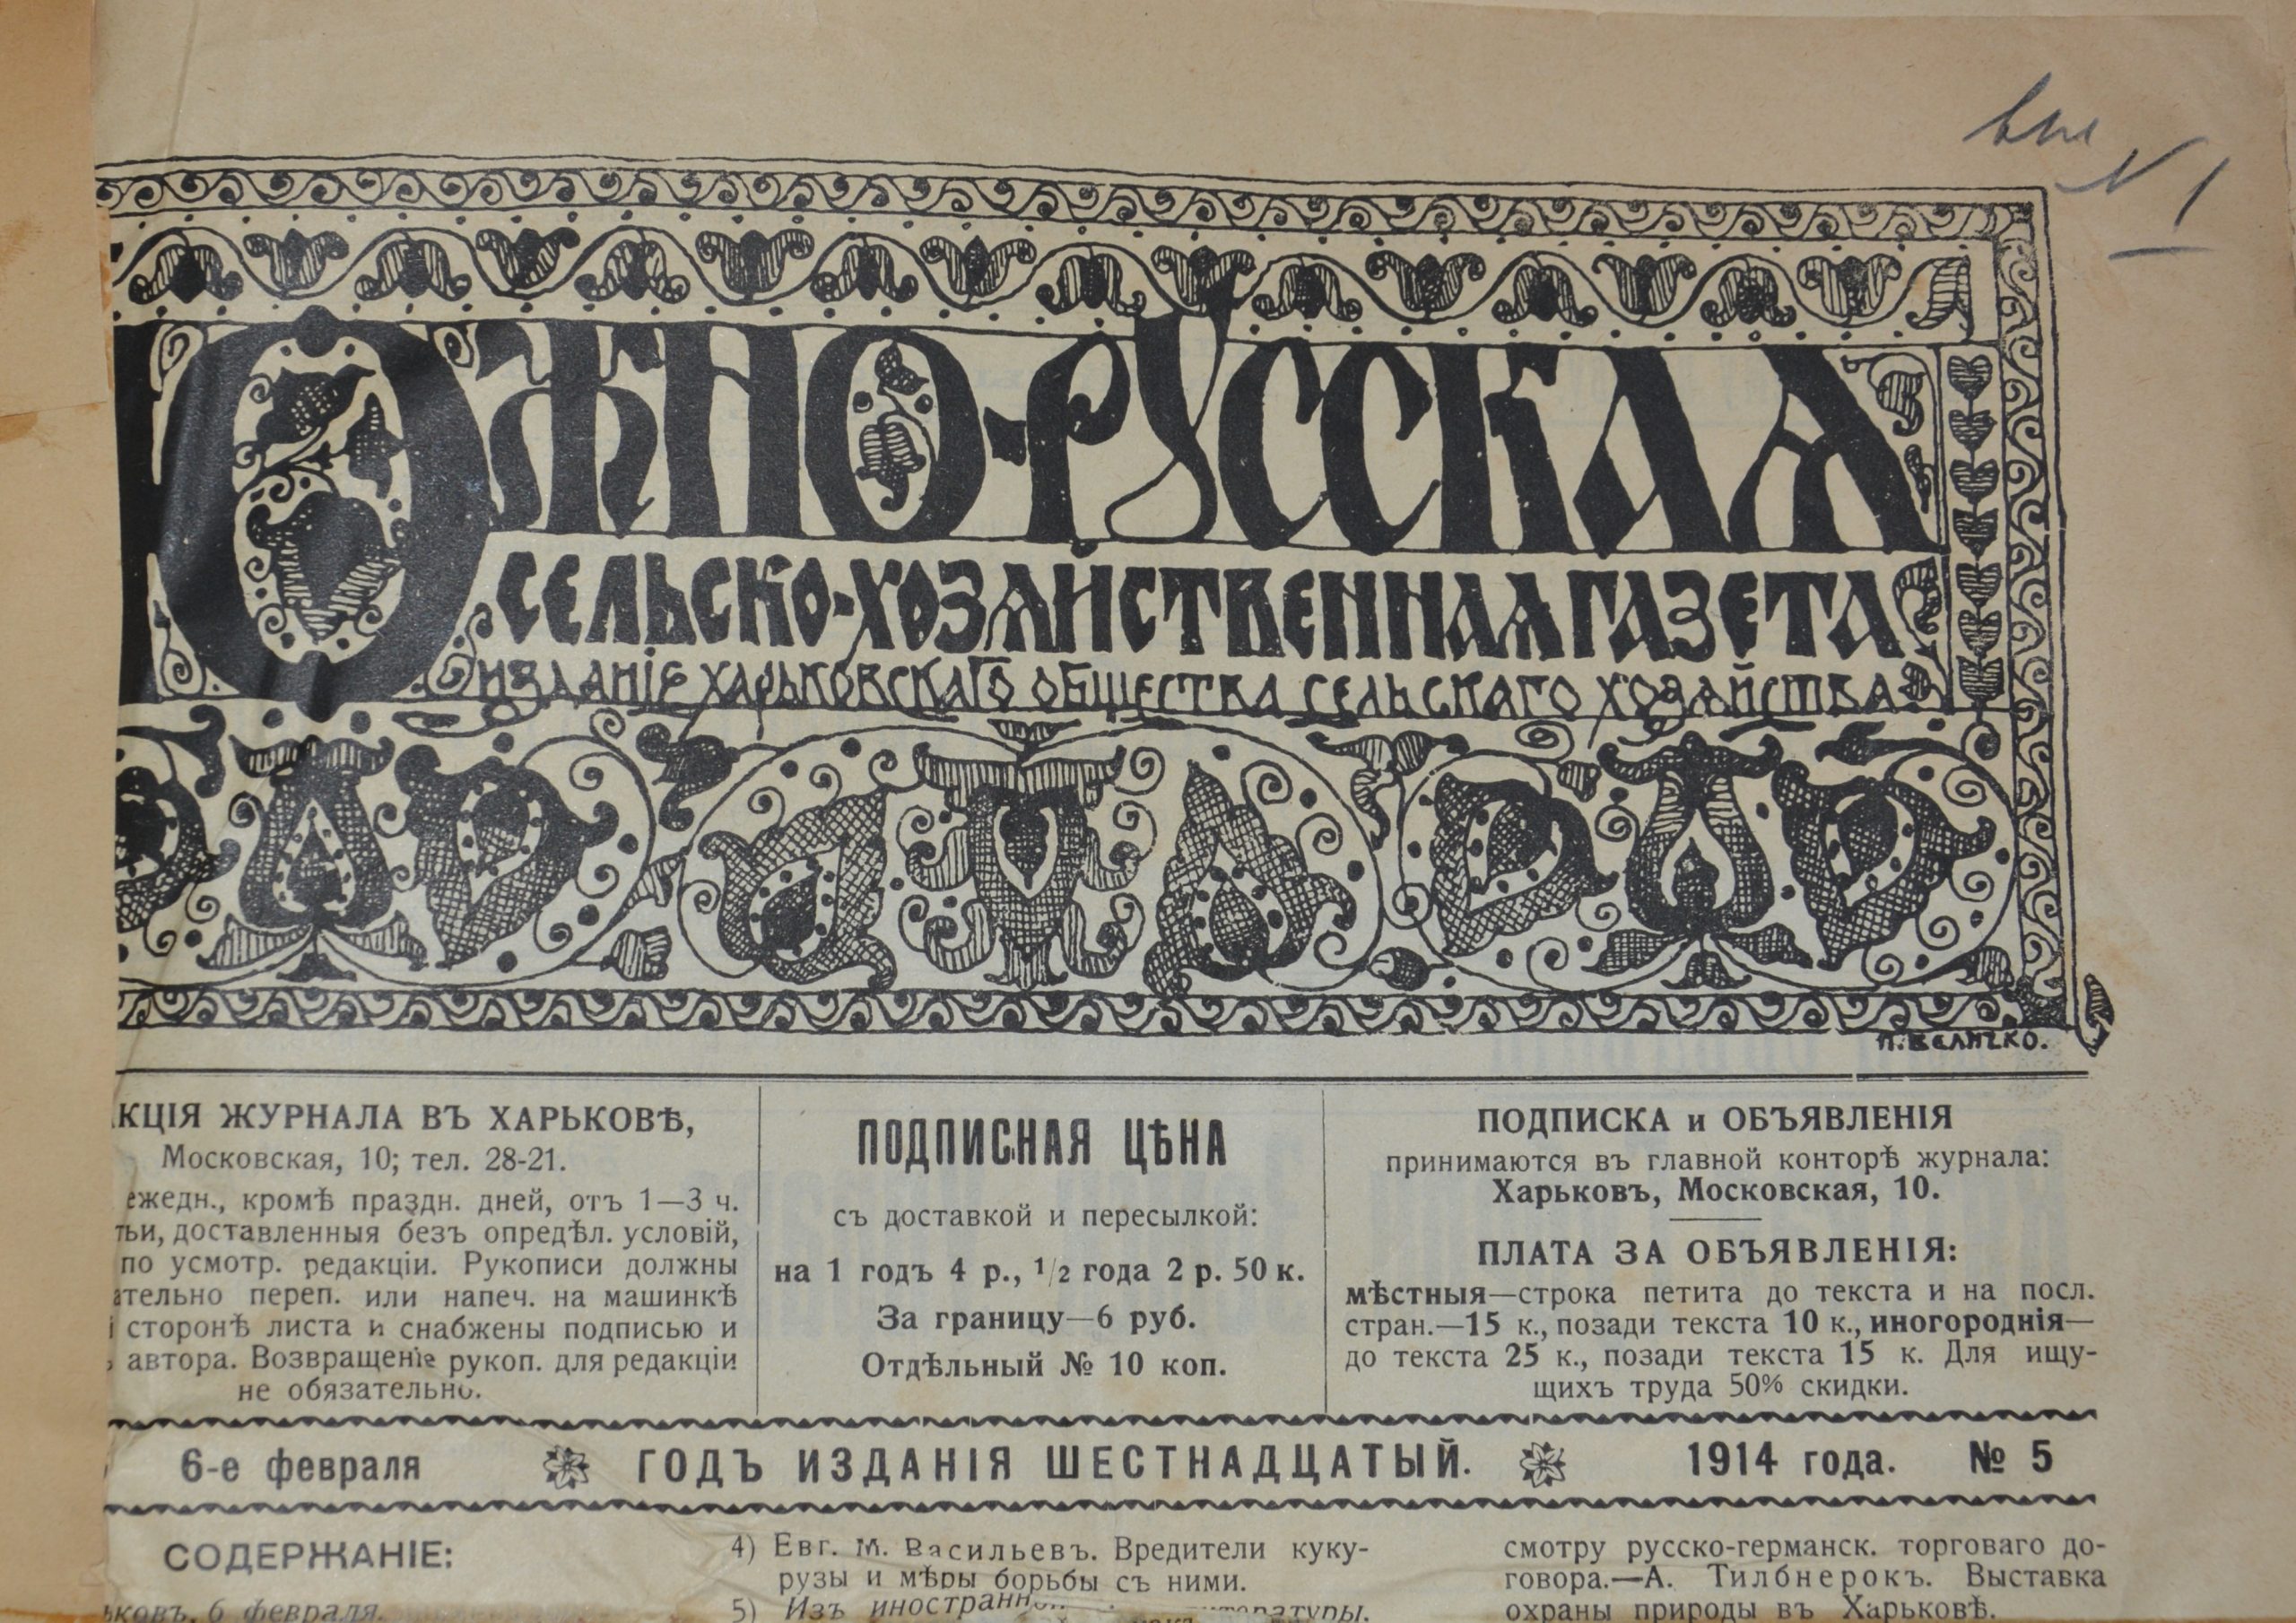 № 1
ЮЖНО-РУССКАЯ
СЕЛЬСКО-ХОЗЯЙСТВЕННАЯ ГАЗЕТА
ИЗДАНІЕ ХАРЬКОВСКАГО ОБЩЕСТВА СЕЛЬСКАГО ХОЗЯЙСТВА
П. ВЕЛИЧКО.
КЦІЯ ЖУРНАЛА ВЪ ХАРЬКОВѢ,
Московская, 10; тел. 28-21.
ежедн., кромѣ праздн. дней, отъ 1—3 ч.
тьи, доставленныя безъ опредѣл. условій,
по усмотр. редакціи. Рукописи должны
ательно переп. или напеч. на машинкѣ
сторонѣ листа и снабжены подписью и
автора. Возвращеніе рукоп. для редакціи
не обязательно.
ПОДПИСНАЯ ЦѢНА
съ доставкой и пересылкой:
на 1 годъ 4 р., 1/2 года 2 р. 50 к.
За границу—6 руб.
Отдѣльный № 10 коп.
ПОДПИСКА и ОБЪЯВЛЕНІЯ
принимаются въ главной конторѣ журнала:
Харьковъ, Московская, 10.
ПЛАТА ЗА ОБЪЯВЛЕНІЯ:
мѣстныя—строка петита до текста и на посл.
стран.—15 к., позади текста 10 к., иногороднія—
до текста 25 к., позади текста 15 к. Для ищу-
щихъ труда 50% скидки.
6-е февраля ГОДЪ ИЗДАНІЯ ШЕСТНАДЦАТЫЙ. 1914 года. № 5
СОДЕРЖАНІЕ:
ьковъ, 6 февраля.
4) Евг. М. Васильевъ. Вредители куку-
рузы и мѣры борьбы съ ними.
5) Изъ иностранн. литературы.
смотру русско-германск. торговаго до-
говора.—А. Тилбнерокъ. Выставка
охраны природы въ Харьковѣ.